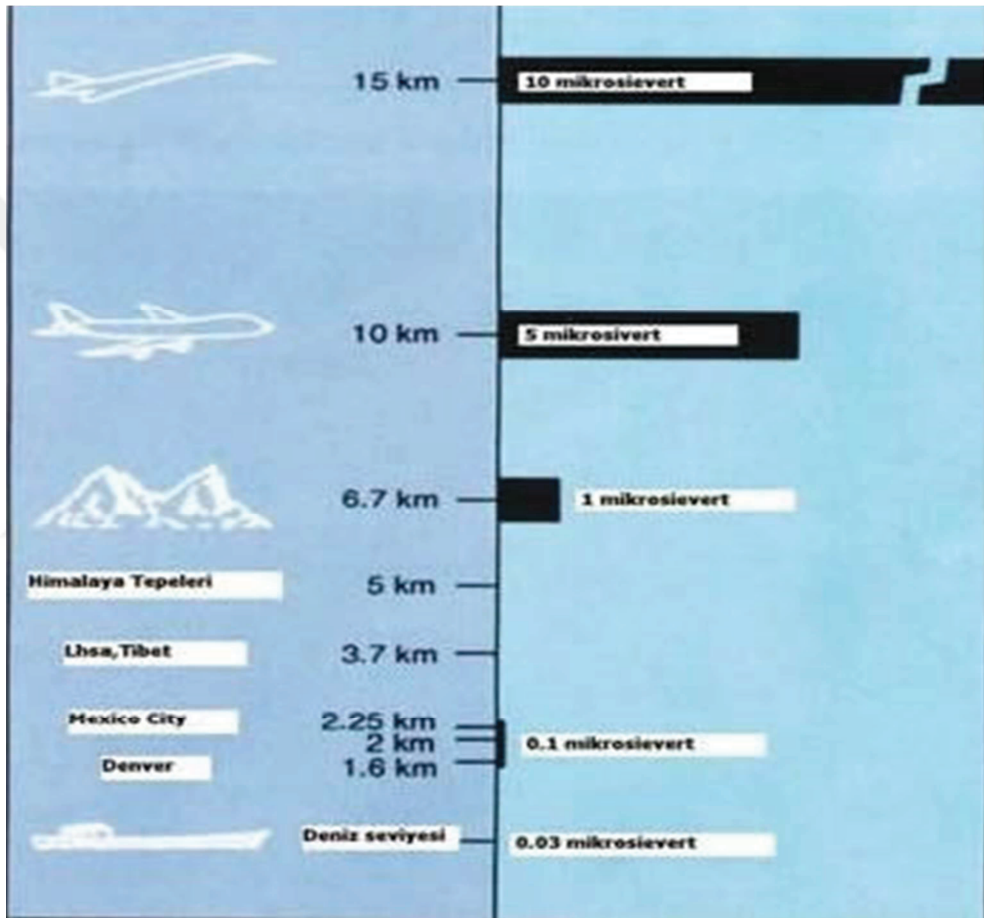 15 km 10 mikrosievert
10 km 5 mikrosivert
6.7 km 1 mikrosievert
Himalaya Tepeleri 5 km
Lhsa,Tibet 3.7 km
Mexico City 2.25 km
2 km 0.1 mikrosievert
Denver 1.6 km
Deniz seviyesi 0.03 mikrosievert